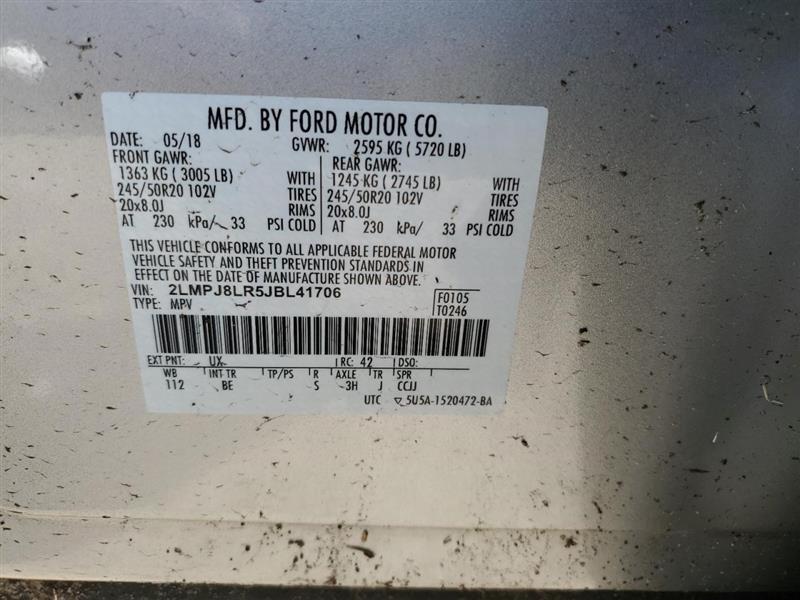 MFD. BY FORD MOTOR CO.
DATE: 05/18 GVWR: 2595 KG ( 5720 LB)
FRONT GAWR: REAR GAWR:
1363 KG ( 3005 LB) WITH 1245 KG ( 2745 LB) WITH
245/50R20 102V TIRES 245/50R20 102V TIRES
20x8.0J RIMS 20x8.0J RIMS
AT 230 kPa/ 33 PSI COLD AT 230 kPa/ 33 PSI COLD
THIS VEHICLE CONFORMS TO ALL APPLICABLE FEDERAL MOTOR
VEHICLE SAFETY AND THEFT PREVENTION STANDARDS IN
EFFECT ON THE DATE OF MANUFACTURE SHOWN ABOVE.
VIN: 2LMPJ8LR5JBL41706 F0105
TYPE: MPV T0246
EXT PNT: UX RC: 42 DSO:
WB INT TR TP/PS R AXLE TR SPR
112 BE S 3H J CCJJ
UTC 5U5A-1520472-BA